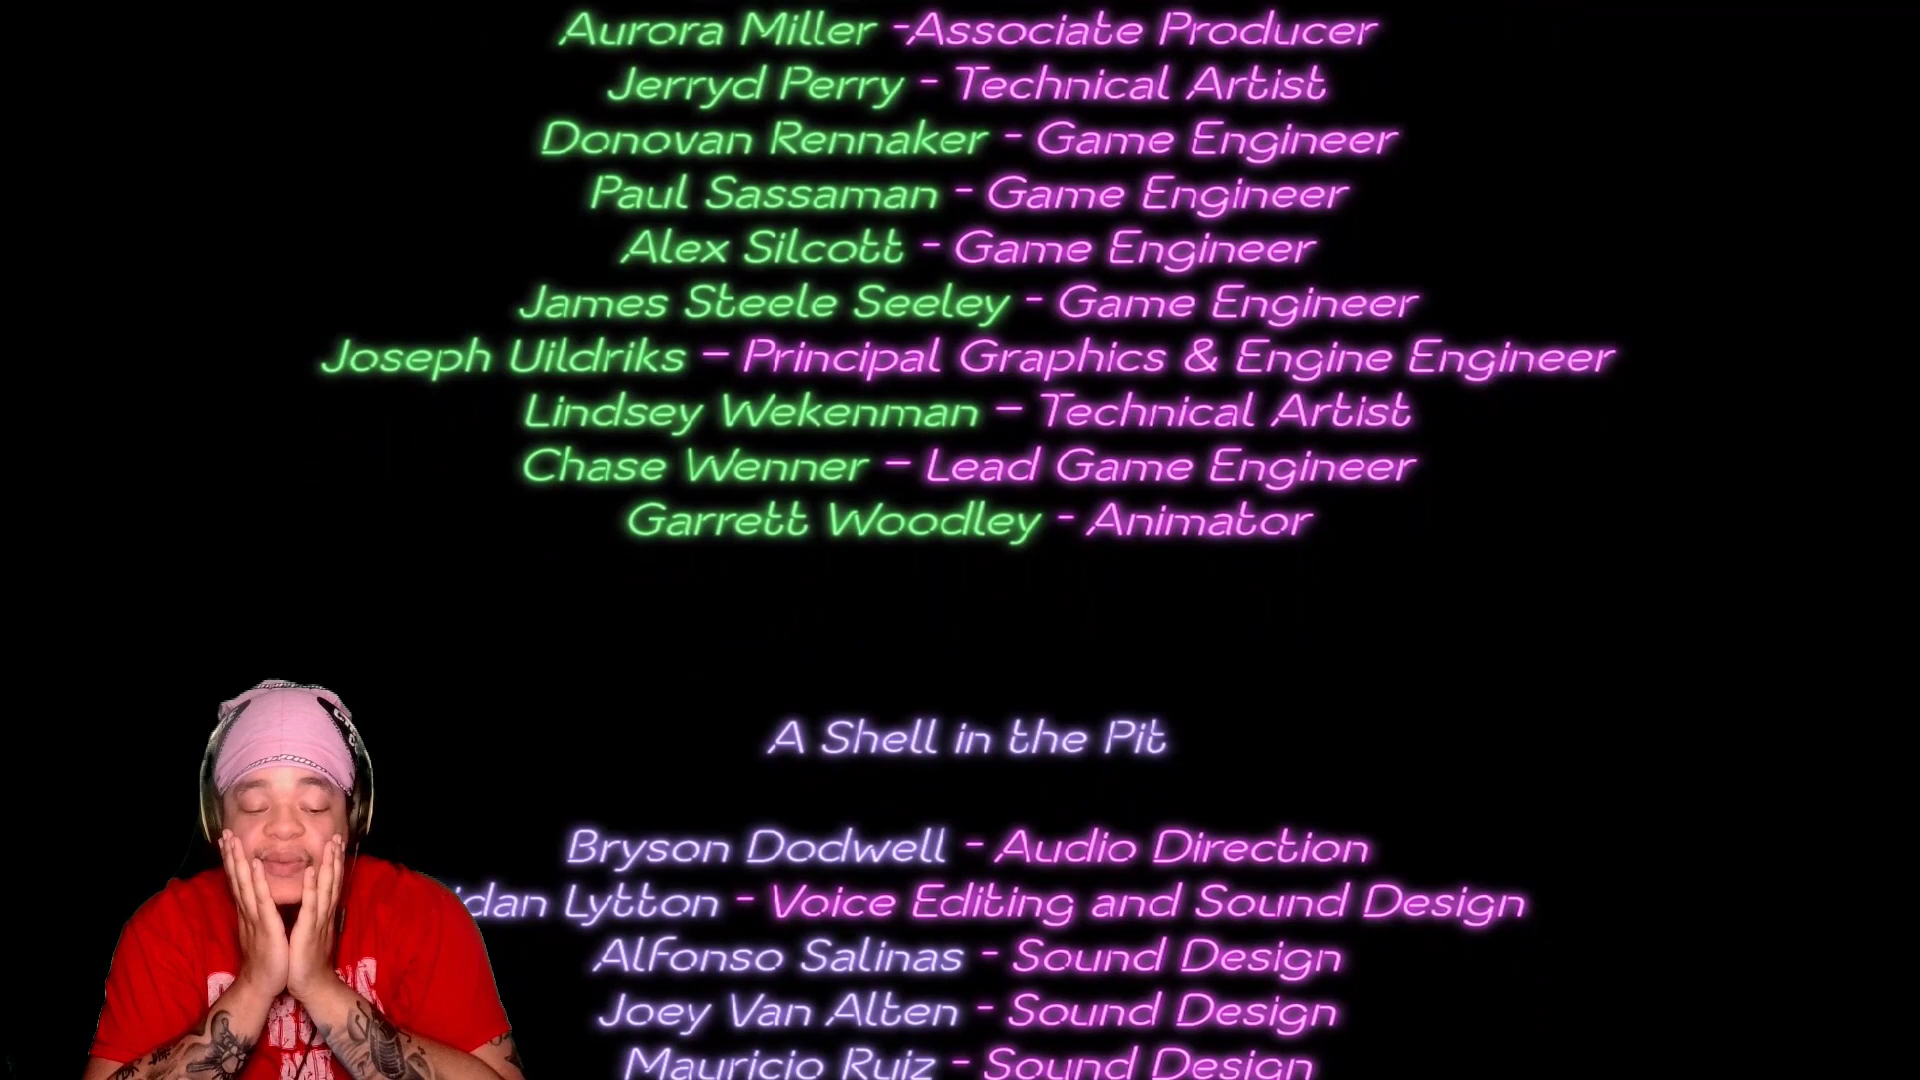 Aurora Miller -Associate Producer
Jerryd Perry - Technical Artist
Donovan Rennaker - Game Engineer
Paul Sassaman - Game Engineer
Alex Silcott - Game Engineer
James Steele Seeley - Game Engineer
Joseph Uildriks – Principal Graphics & Engine Engineer
Lindsey Wekenman – Technical Artist
Chase Wenner – Lead Game Engineer
Garrett Woodley - Animator
A Shell in the Pit
Bryson Dodwell - Audio Direction
Lytton - Voice Editing and Sound Design
Alfonso Salinas - Sound Design
Joey Van Alten - Sound Design
Mauricio Ruiz - Sound Design